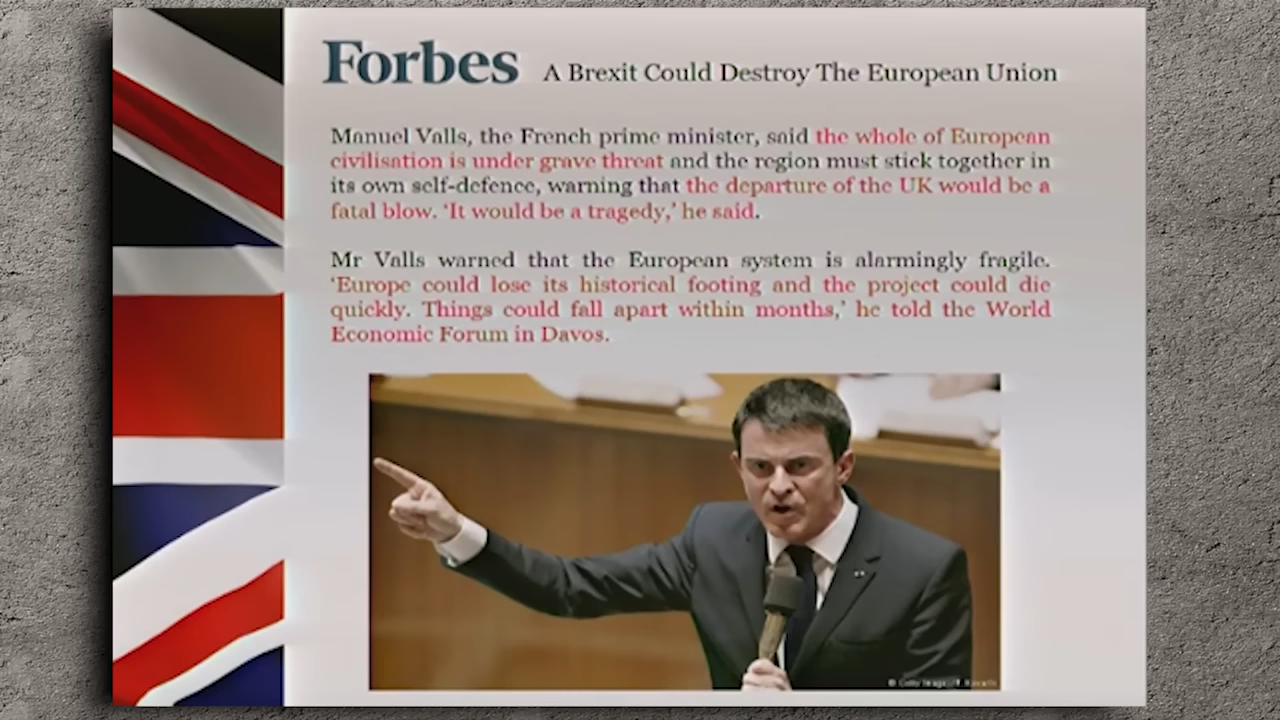 Forbes A Brexit Could Destroy The European Union
Manuel Valls, the French prime minister, said the whole of European
civilisation is under grave threat and the region must stick together in
its own self-defence, warning that the departure of the UK would be a
fatal blow. ‘It would be a tragedy,’ he said.
Mr Valls warned that the European system is alarmingly fragile.
‘Europe could lose its historical footing and the project could die
quickly. Things could fall apart within months,’ he told the World
Economic Forum in Davos.